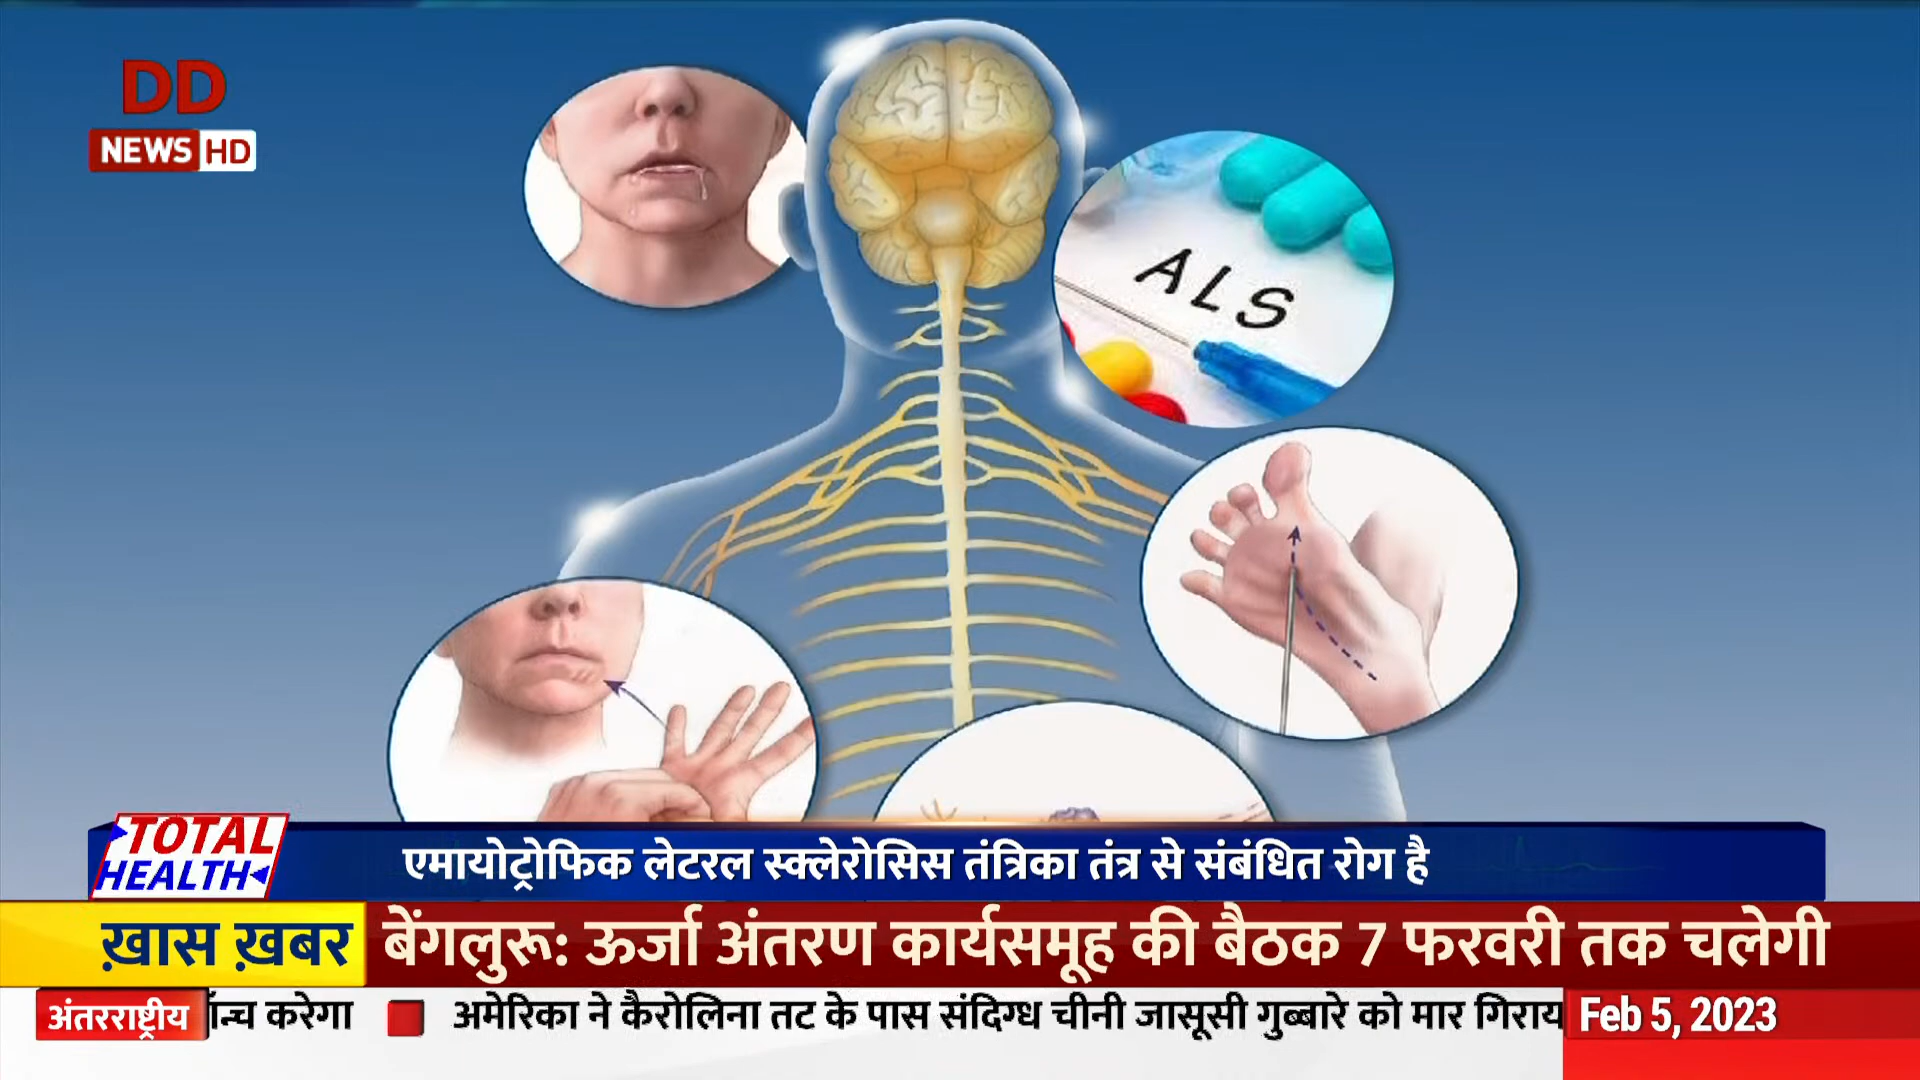 DD
NEWS HD
ALS
TOTAL
HEALTH
एमायोट्रोफिक लेटरल स्क्लेरोसिस तंत्रिका तंत्र से संबंधित रोग है
ख़ास ख़बर
बेंगलुरू: ऊर्जा अंतरण कार्यसमूह की बैठक 7 फरवरी तक चलेगी
अंतरराष्ट्रीय
करेगा
अमेरिका ने कैरोलिना तट के पास संदिग्ध चीनी जासूसी गुब्बारे को मार
Feb 5, 2023